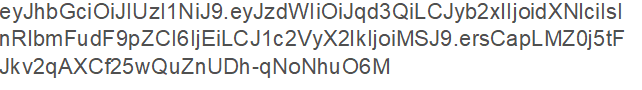 eyJhbGciOiJIUzI1NiJ9.eyJzdWIiOiJqd3QiLCJyb2xlIjoidXNlciIsI
nRlbmFudF9pZCI6IjEiLCJ1c2VyX2lkIjoiMSJ9.ersCapLMZ0j5tF
Jkv2qAXCf25wQuZnUDh-qNoNhuO6M